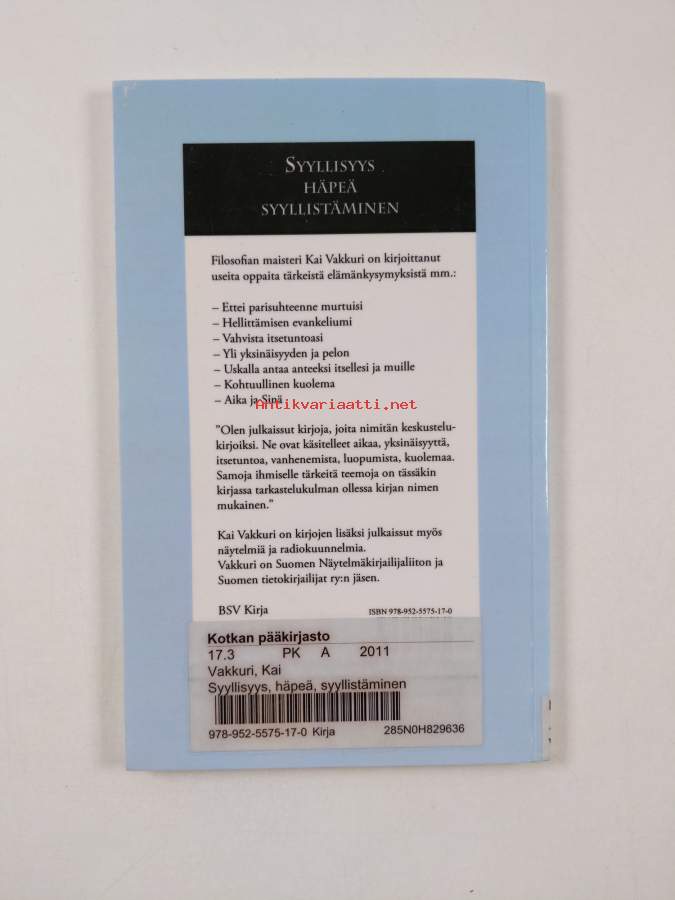 SYYLLISYYS
HÄPEÄ
SYYLLISTÄMINEN
Filosofian maisteri Kai Vakkuri on kirjoittanut
useita oppaita tärkeistä elämänkysymyksistä mm.:
– Ettei parisuhteenne murtuisi
– Hellittämisen evankeliumi
– Vahvista itsetuntoasi
– Yli yksinäisyyden ja pelon
– Uskalla antaa anteeksi itsellesi ja muille
– Kohtuullinen kuolema
– Aika ja Sinä
Antikvariaatti.net
”Olen julkaissut kirjoja, joita nimitän keskustelu-
kirjoiksi. Ne ovat käsitelleet aikaa, yksinäisyyttä,
itsetuntoa, vanhenemista, luopumista, kuolemaa.
Samoja ihmiselle tärkeitä teemoja on tässäkin
kirjassa tarkastelukulman ollessa kirjan nimen
mukainen.”
Kai Vakkuri on kirjojen lisäksi julkaissut myös
näytelmiä ja radiokuunnelmia.
Vakkuri on Suomen Näytelmäkirjailijaliiton ja
Suomen tietokirjailijat ry:n jäsen.
BSV Kirja ISBN 978-952-5575-17-0
Kotkan pääkirjasto
17.3 PK A 2011
Vakkuri, Kai
Syyllisyys, häpeä, syyllistäminen
978-952-5575-17-0 Kirja 285N0H829636